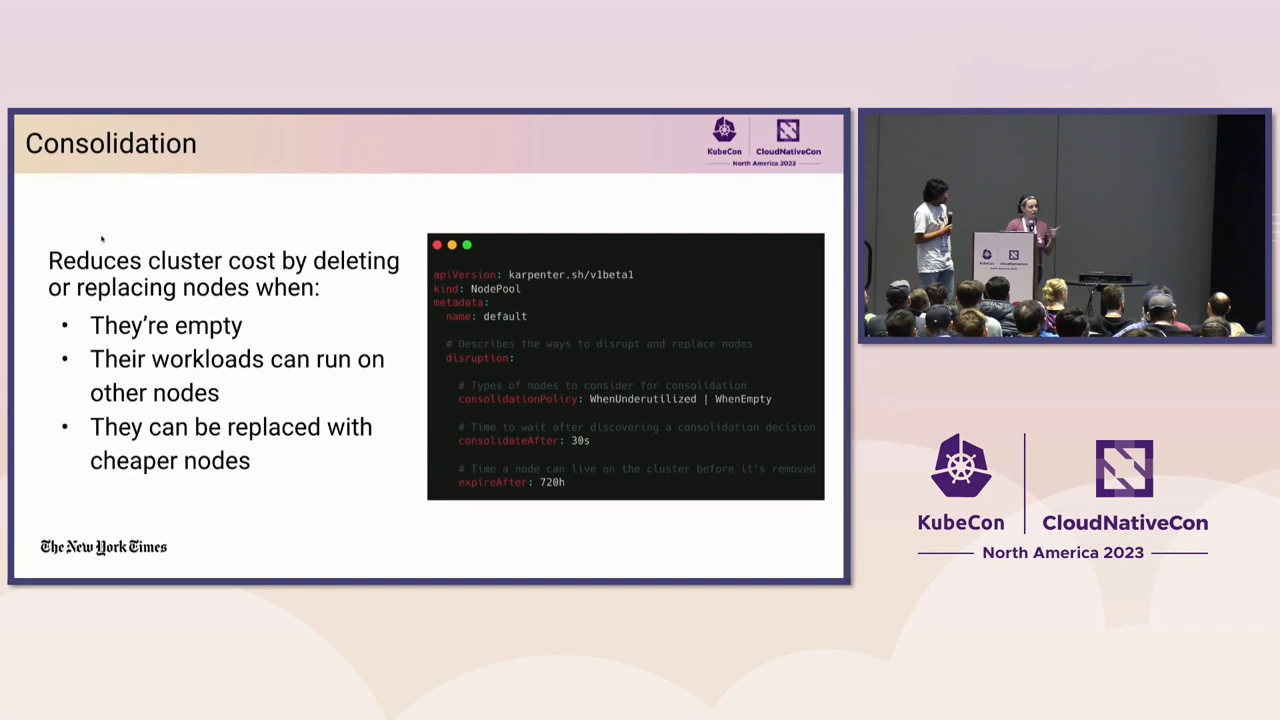 Consolidation
KubeCon
CloudNativeCon
North America 2023
Reduces cluster cost by deleting
or replacing nodes when:
• They’re empty
• Their workloads can run on
other nodes
• They can be replaced with
cheaper nodes
apiVersion: karpenter.sh/v1beta1
kind: NodePool
metadata:
name: default
# Describes the ways to disrupt and replace nodes
disruption:
# Types of nodes to consider for consolidation
consolidationPolicy: WhenUnderutilized | WhenEmpty
# Time to wait after discovering a consolidation decision
consolidateAfter: 30s
# Time a node can live on the cluster before it's removed
expireAfter: 720h
The New York Times
KubeCon
CloudNativeCon
North America 2023